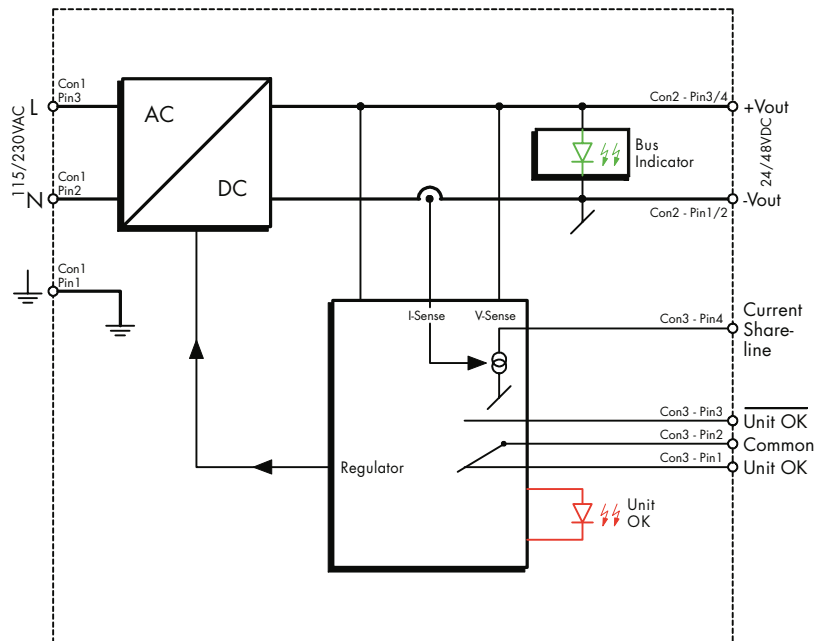 Con1
Pin3
L
AC
Con2 - Pin3/4
+Vout
115/230VAC
Bus
Indicator
24/48VDC
DC
Con1
Pin2
N
-Vout
Con2 - Pin1/2
Con1
Pin1
I-Sense
V-Sense
Con3 - Pin4
Current
Share-
line
Con3 - Pin3
Unit OK
Con3 - Pin2
Common
Con3 - Pin1
Unit OK
Regulator
Unit
OK